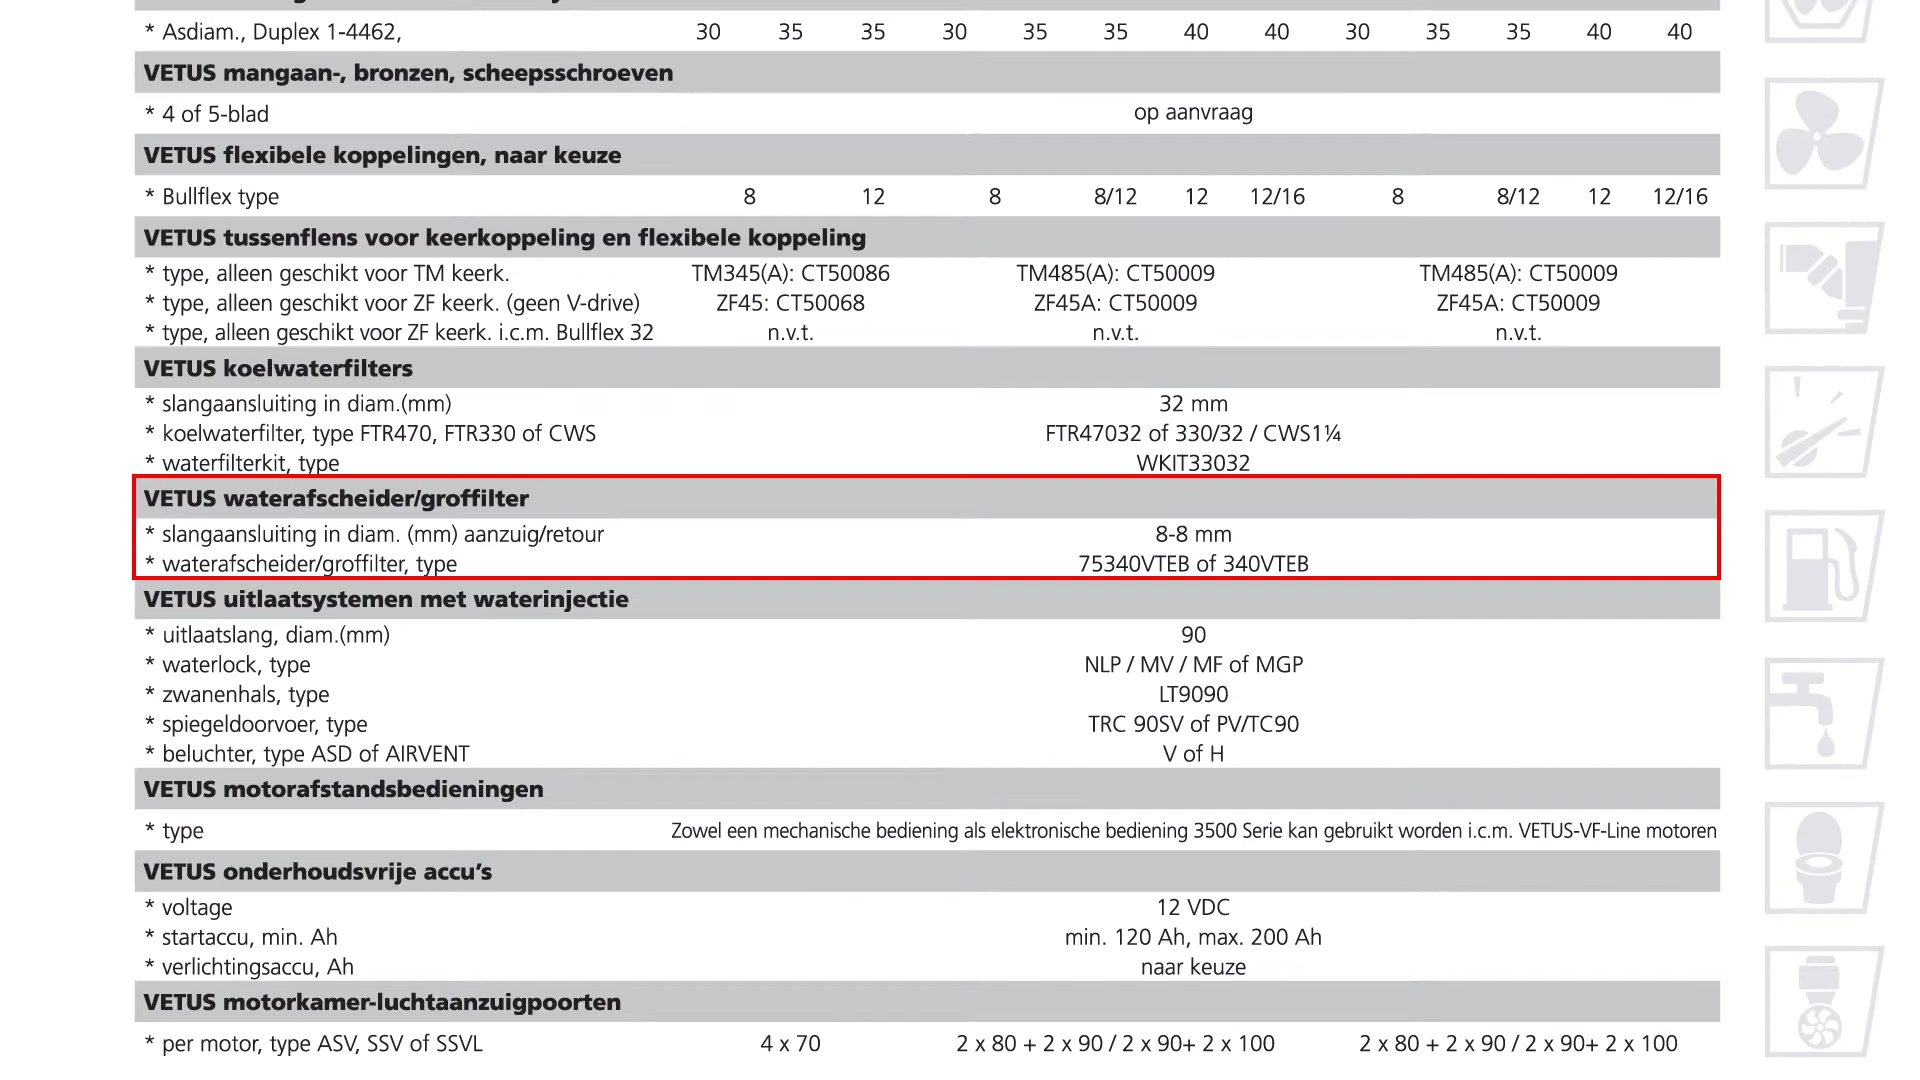 * Asdiam., Duplex 1-4462, 30 35 35 30 35 35 40 40 30 35 35 40 40
VETUS mangaan-, bronzen, scheepsschroeven
* 4 of 5-blad op aanvraag
VETUS flexibele koppelingen, naar keuze
* Bullflex type 8 12 8 8/12 12 12/16 8 8/12 12 12/16
VETUS tussenflens voor keerkoppeling en flexibele koppeling
* type, alleen geschikt voor TM keerk. TM345(A): CT50086 TM485(A): CT50009 TM485(A): CT50009
* type, alleen geschikt voor ZF keerk. (geen V-drive) ZF45: CT50068 ZF45A: CT50009 ZF45A: CT50009
* type, alleen geschikt voor ZF keerk. i.c.m. Bullflex 32 n.v.t. n.v.t. n.v.t.
VETUS koelwaterfilters
* slangaansluiting in diam.(mm) 32 mm
* koelwaterfilter, type FTR470, FTR330 of CWS FTR47032 of 330/32 / CWS1¼
* waterfilterkit, type WKIT33032
VETUS waterafscheider/groffilter
* slangaansluiting in diam. (mm) aanzuig/retour 8-8 mm
* waterafscheider/groffilter, type 75340VTEB of 340VTEB
VETUS uitlaatsystemen met waterinjectie
* uitlaatslang, diam.(mm) 90
* waterlock, type NLP / MV / MF of MGP
* zwanenhals, type LT9090
* spiegeldoorvoer, type TRC 90SV of PV/TC90
* beluchter, type ASD of AIRVENT V of H
VETUS motorafstandsbedieningen
* type Zowel een mechanische bediening als elektronische bediening 3500 Serie kan gebruikt worden i.c.m. VETUS-VF-Line motoren
VETUS onderhoudsvrije accu’s
* voltage 12 VDC
* startaccu, min. Ah min. 120 Ah, max. 200 Ah
* verlichtingsaccu, Ah naar keuze
VETUS motorkamer-luchtaanzuigpoorten
* per motor, type ASV, SSV of SSVL 4 x 70 2 x 80 + 2 x 90 / 2 x 90+ 2 x 100 2 x 80 + 2 x 90 / 2 x 90+ 2 x 100